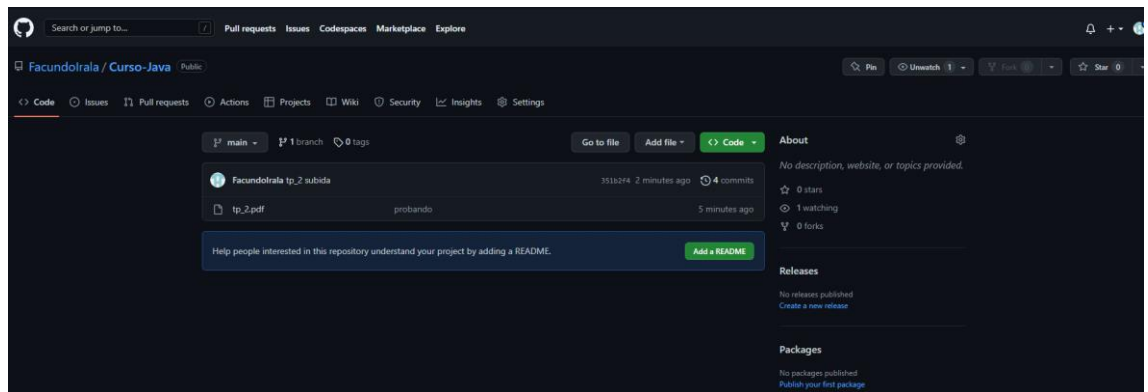 Search or jump to... / Pull requests Issues Codespaces Marketplace Explore
FacundoIrala / Curso-Java Public
Pin Unwatch 1 Fork Star 0
Code Issues Pull requests Actions Projects Wiki Security Insights Settings
main 1 branch 0 tags Go to file Add file Code
FacundoIrala tp_2 subida 351b2f4 2 minutes ago 4 commits
tp_2.pdf probando 5 minutes ago
Help people interested in this repository understand your project by adding a README. Add a README
About
No description, website, or topics provided.
0 stars
1 watching
0 forks
Releases
No releases published
Create a new release
Packages
No packages published
Publish your first package